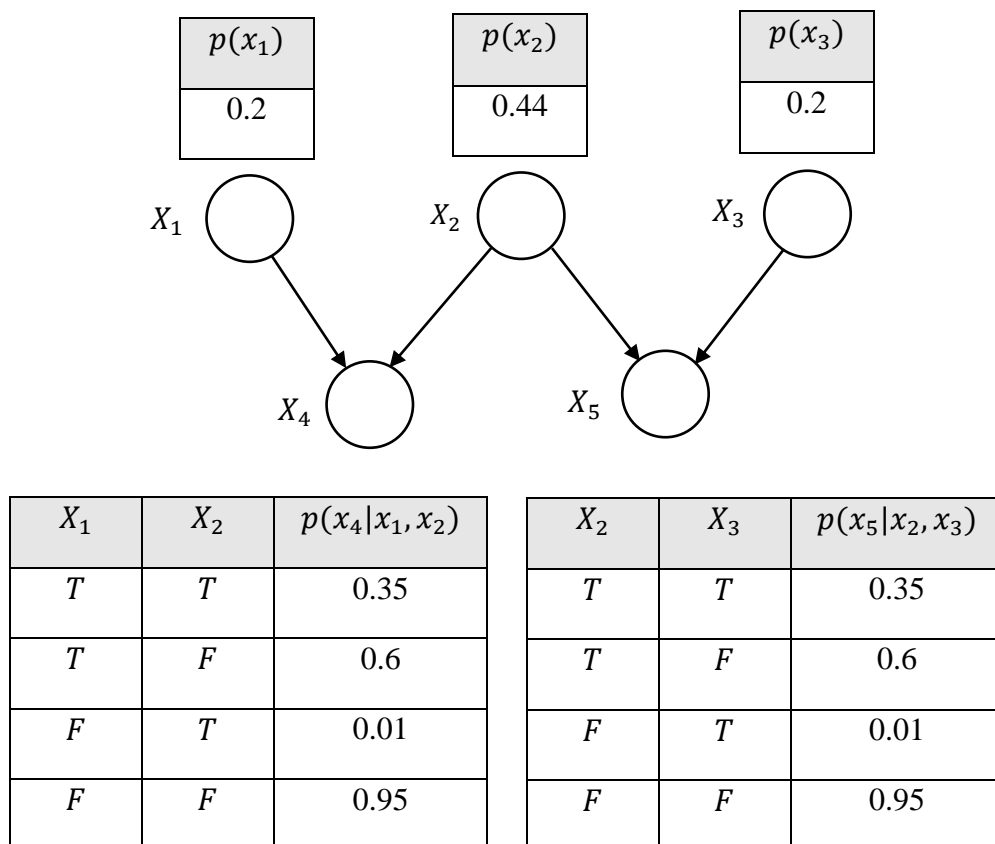 p(x₁) p(x₂) p(x₃)
0.2 0.44 0.2
X₁ X₂ X₃
X₄ X₅
X₁ X₂ p(x₄|x₁, x₂)
T T 0.35
T F 0.6
F T 0.01
F F 0.95
X₂ X₃ p(x₅|x₂, x₃)
T T 0.35
T F 0.6
F T 0.01
F F 0.95